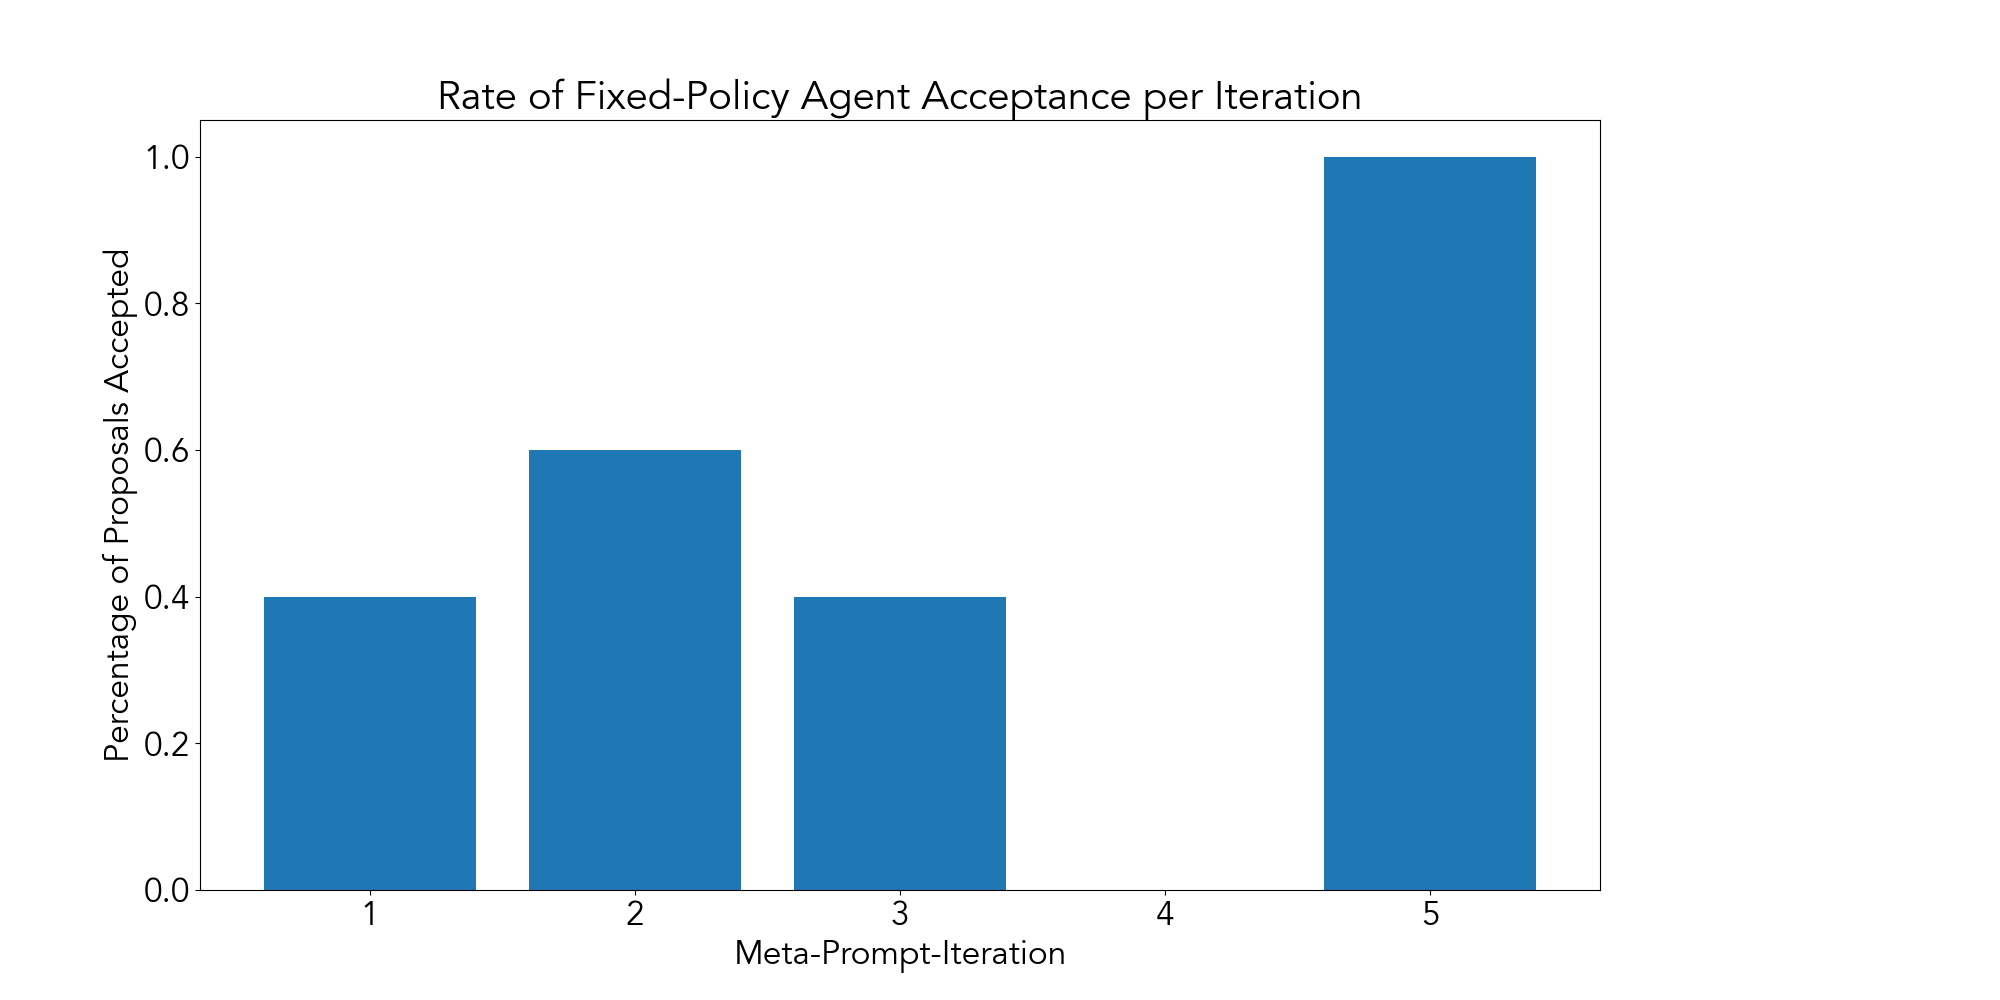 Rate of Fixed-Policy Agent Acceptance per Iteration
Percentage of Proposals Accepted
1.0
0.8
0.6
0.4
0.2
0.0
1 2 3 4 5
Meta-Prompt-Iteration